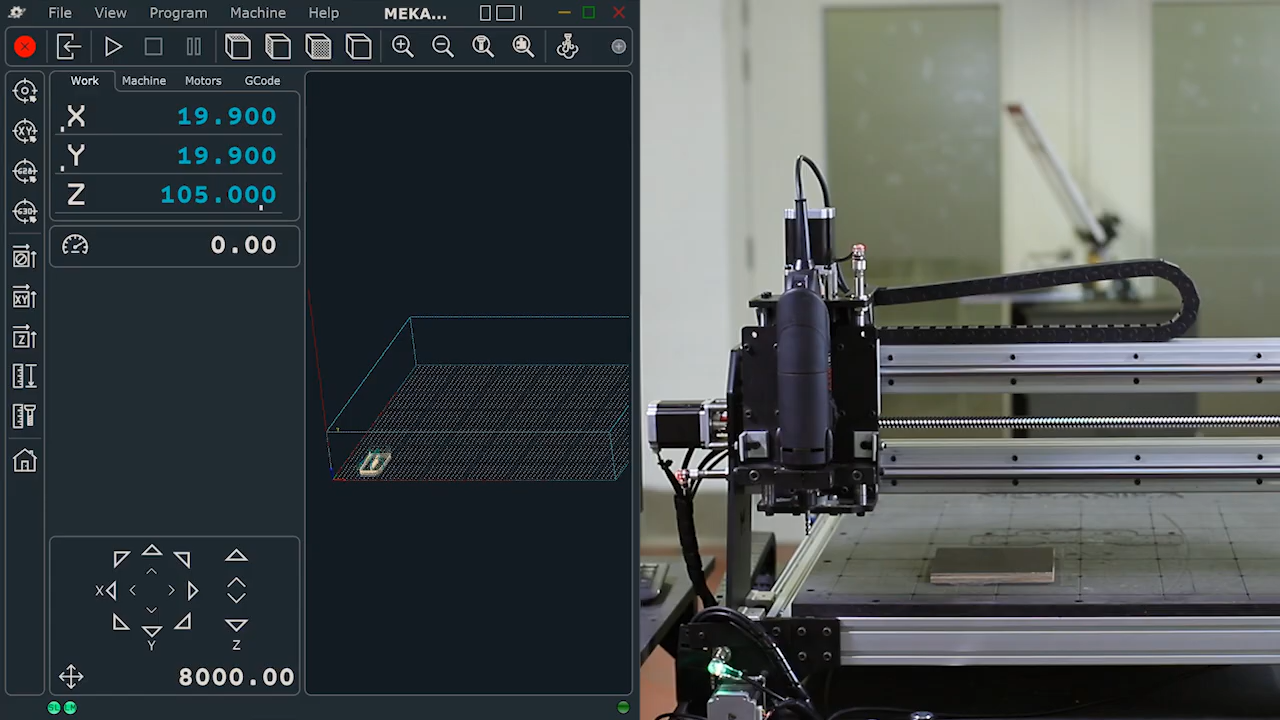 File View Program Machine Help MEKA...
Work Machine Motors GCode
X 19.900
Y 19.900
Z 105.000
0.00
X
Y Z
8000.00